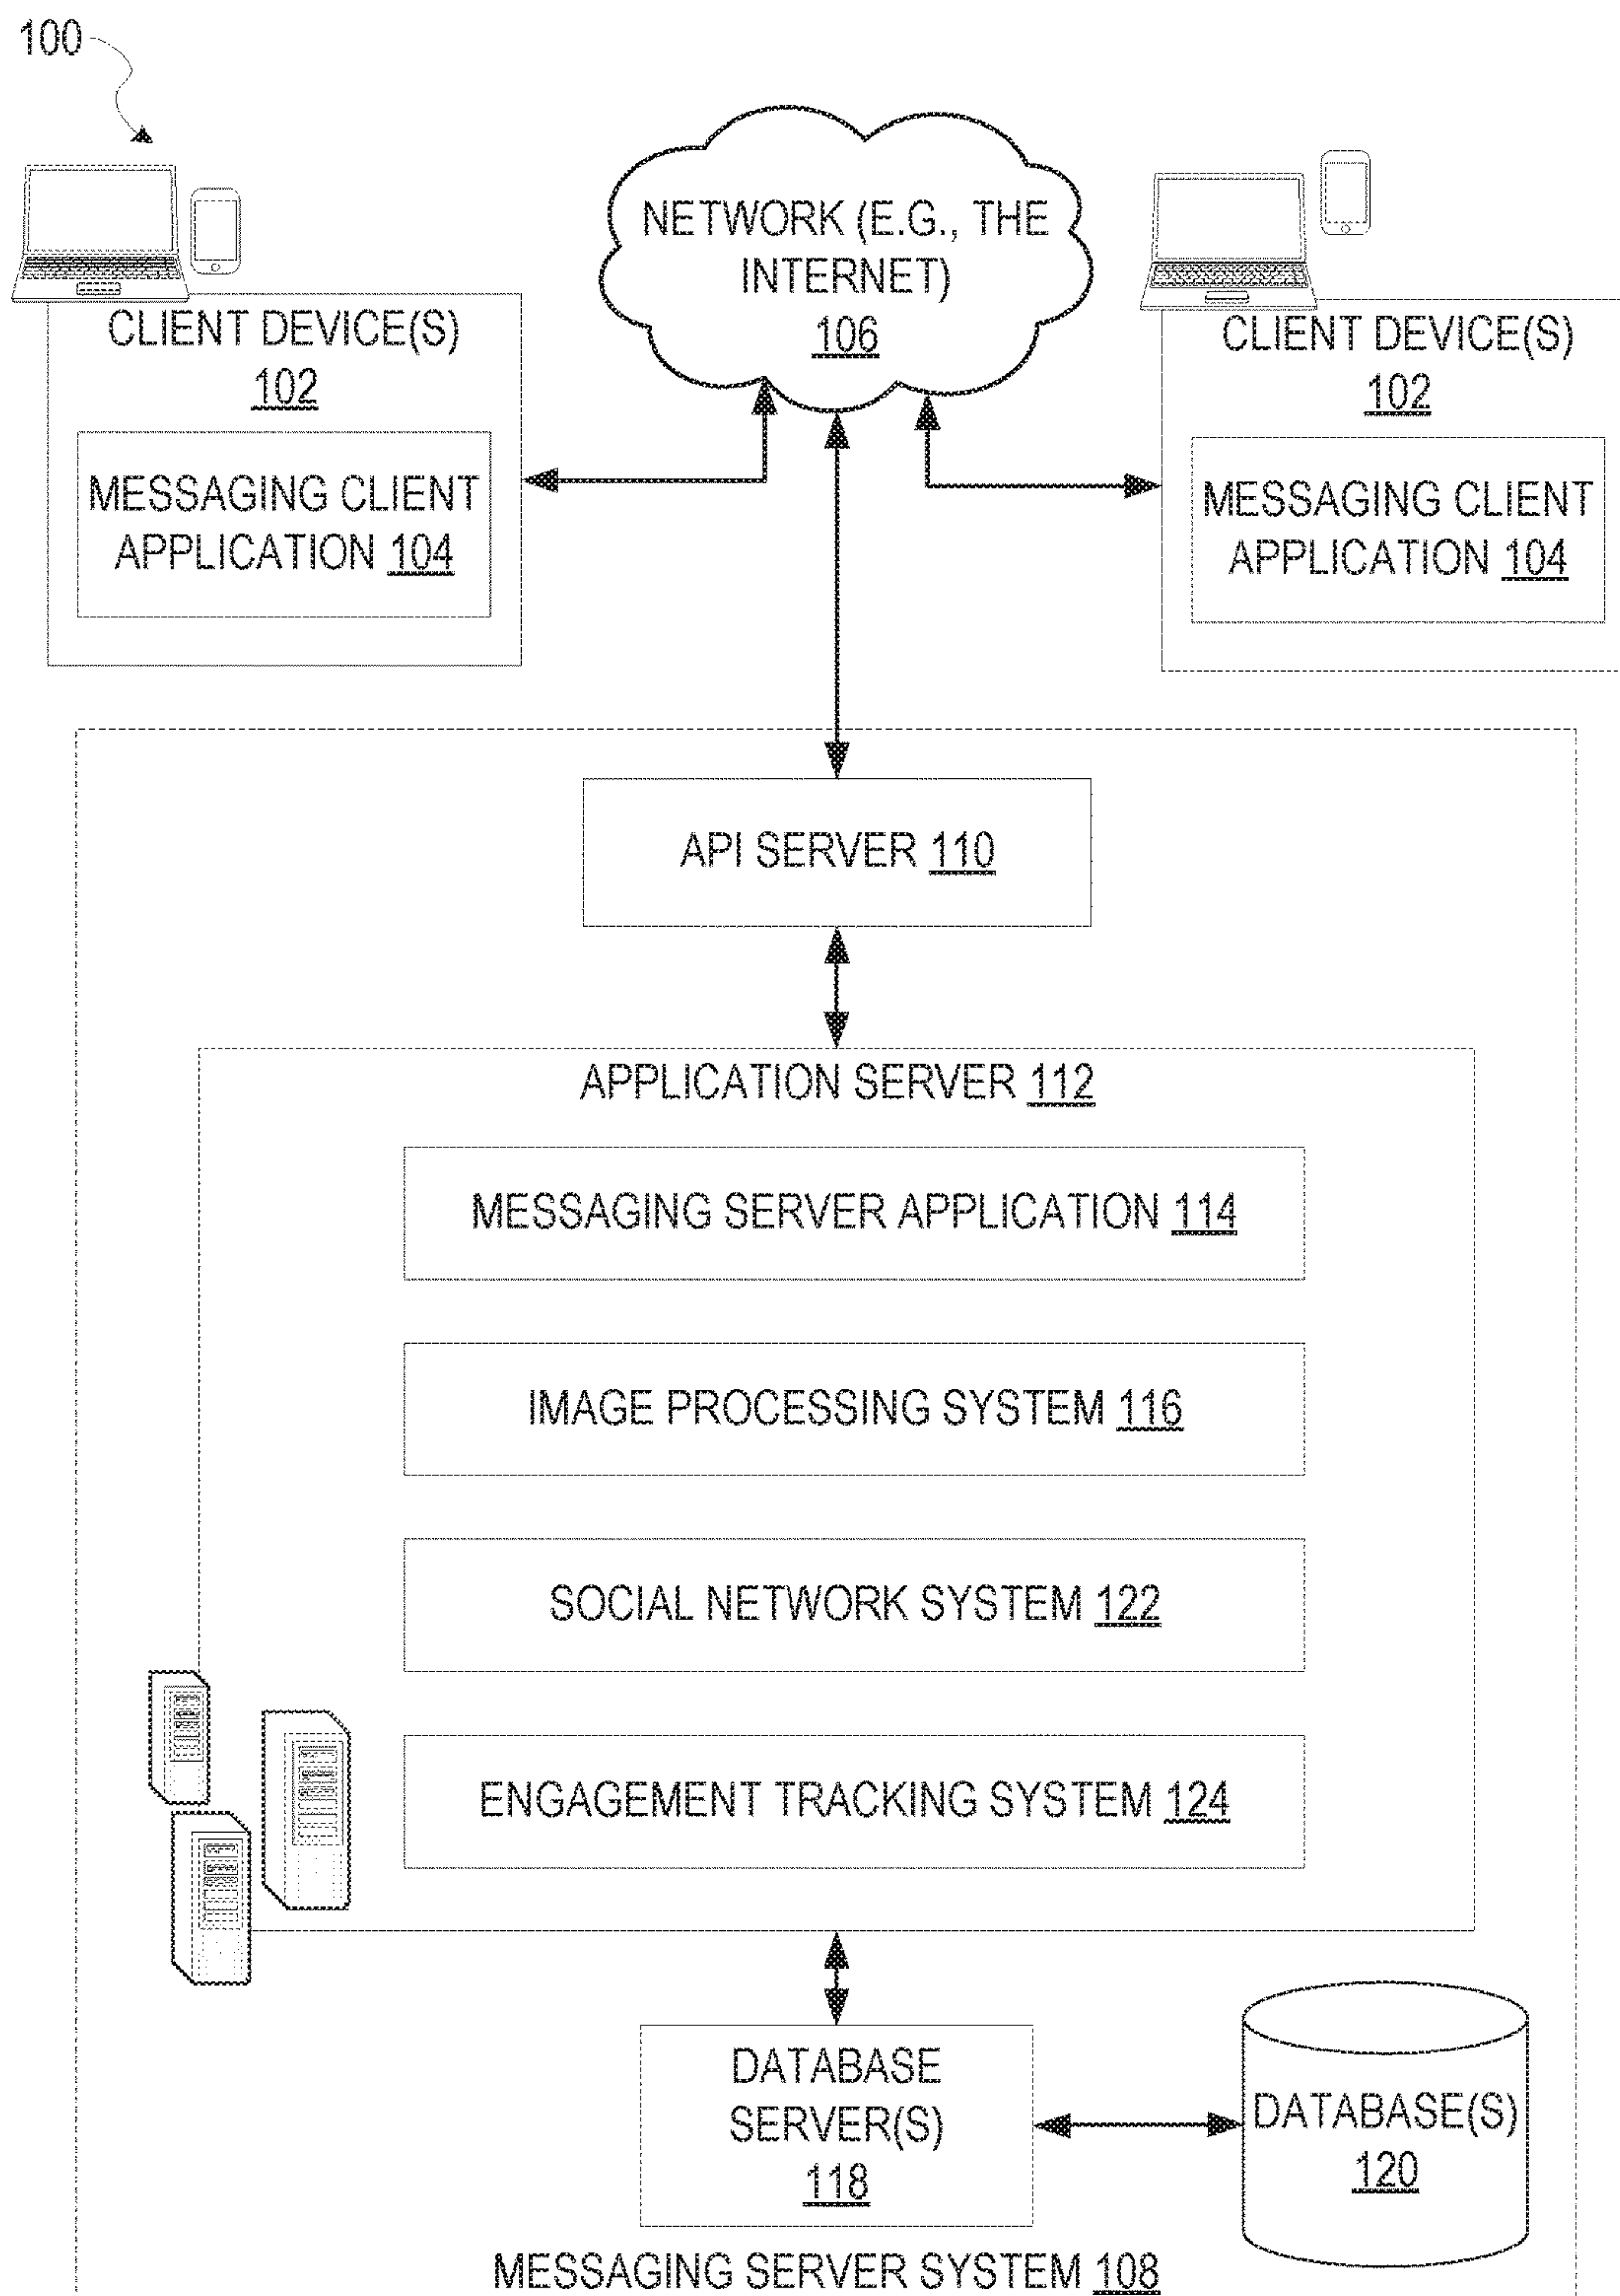 100
NETWORK (E.G., THE
INTERNET)
106
CLIENT DEVICE(S)
102
MESSAGING CLIENT
APPLICATION 104
CLIENT DEVICE(S)
102
MESSAGING CLIENT
APPLICATION 104
API SERVER 110
APPLICATION SERVER 112
MESSAGING SERVER APPLICATION 114
IMAGE PROCESSING SYSTEM 116
SOCIAL NETWORK SYSTEM 122
ENGAGEMENT TRACKING SYSTEM 124
DATABASE
SERVER(S)
118
DATABASE(S)
120
MESSAGING SERVER SYSTEM 108